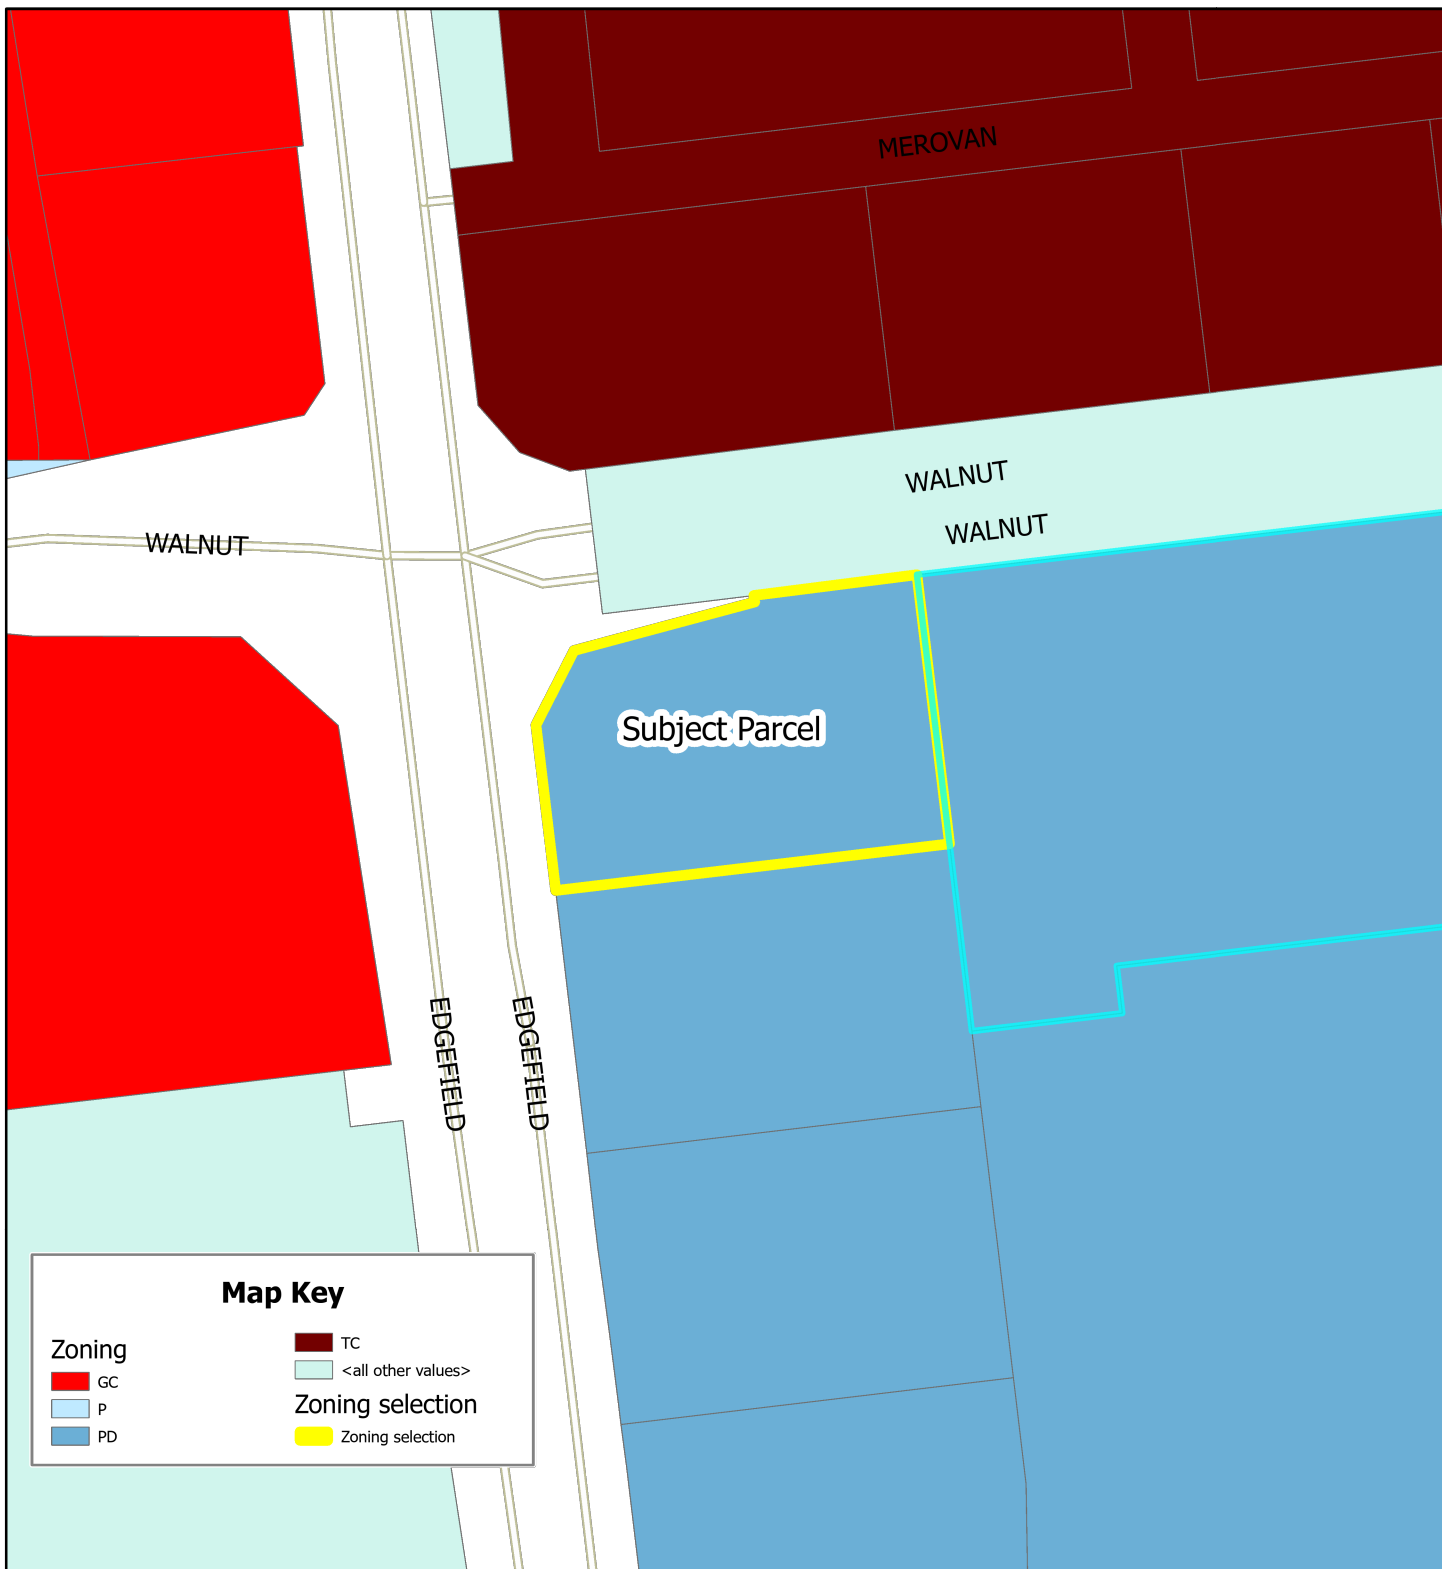 MEROVAN
WALNUT
WALNUT
WALNUT
Subject Parcel
EDGEFIELD
EDGEFIELD
Map Key
Zoning
GC
P
PD
TC
<all other values>
Zoning selection
Zoning selection